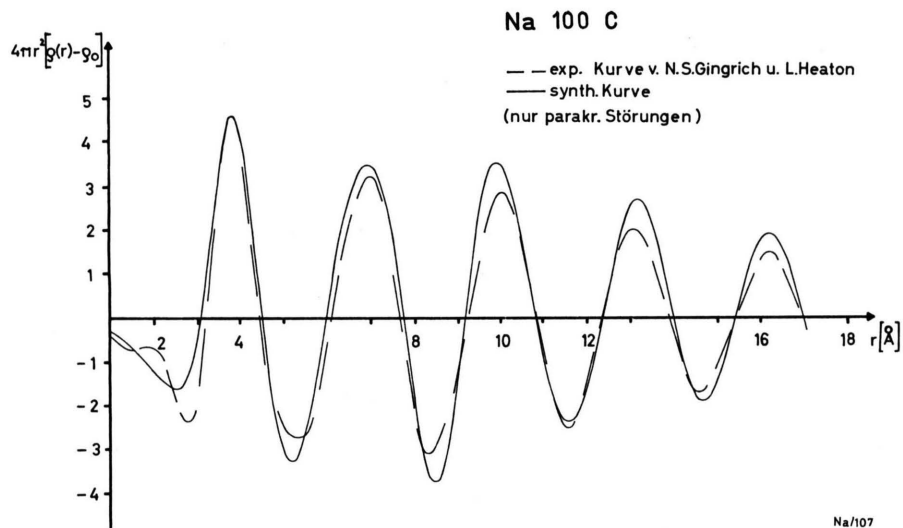 Na 100 C
4πr²[ϱ(r)-ϱ₀]
— — exp. Kurve v. N.S.Gingrich u. L.Heaton
—— synth. Kurve
(nur parakr. Störungen)
5
4
3
2
1
2 4 6 8 10 12 14 16 18 r[Å]
-1
-2
-3
-4
Na/107